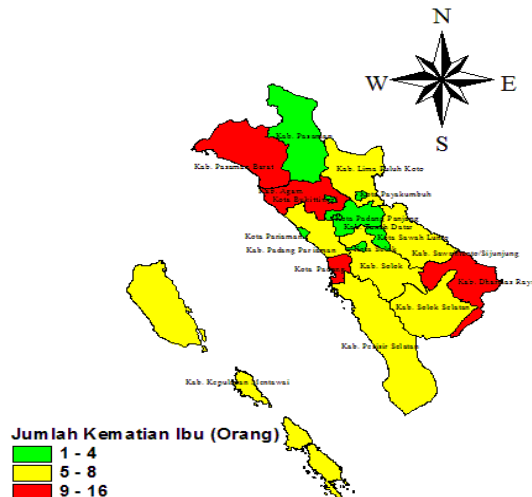 N
W E
S
Kab. Pasaman
Kab. Pasaman Barat
Kab. Lima Puluh Koto
Kab. Agam
Kota Payakumbuh
Kota Bukittinggi
Kota Padang Panjang
Kab. Tanah Datar
Kota Pariaman
Kota Sawah Lunto
Kab. Padang Pariaman
Kota Solok
Kab. Sawahlunto/Sijunjung
Kota Padang
Kab. Solok
Kab. Dhamas Raya
Kab. Solok Selatan
Kab. Pesisir Selatan
Kab. Kepulauan Mentawai
Jumlah Kematian Ibu (Orang)
1 - 4
5 - 8
9 - 16